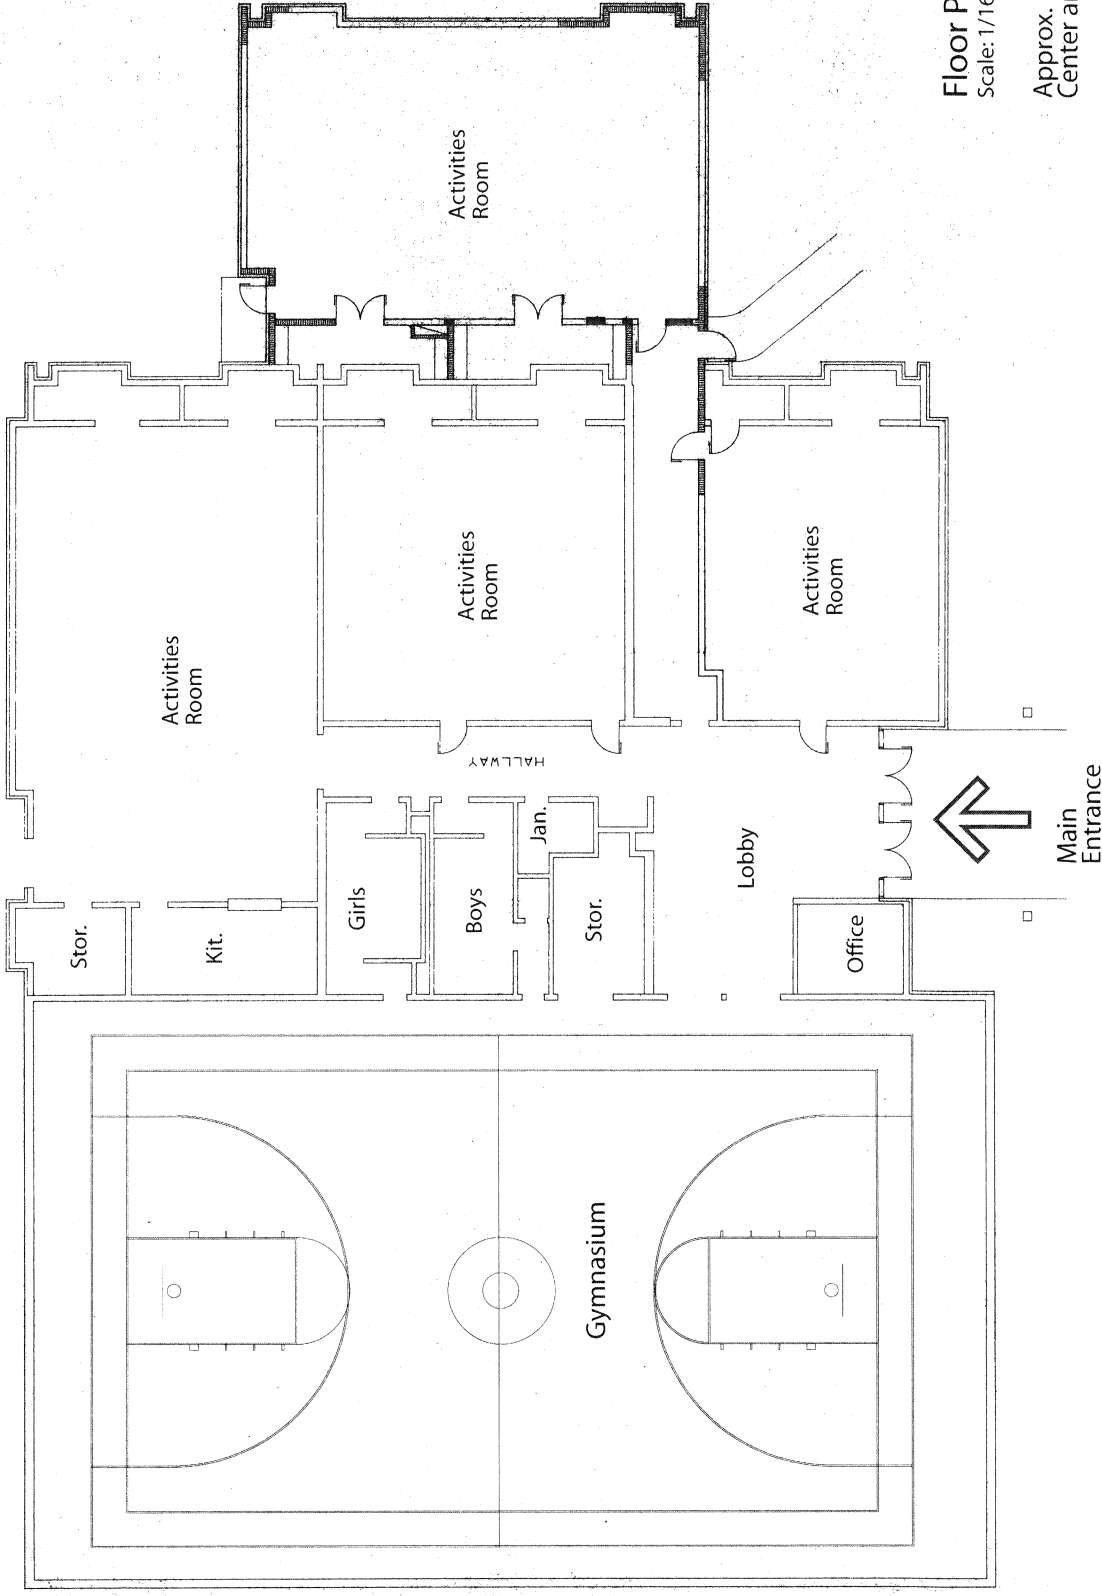 Floor P
Scale: 1/16
Approx.
Center a
Activities
Room
Activities
Room
Activities
Room
Activities
Room
HALLWAY
Stor.
Kit.
Girls
Boys
Jan.
Stor.
Lobby
Office
Main
Entrance
Gymnasium